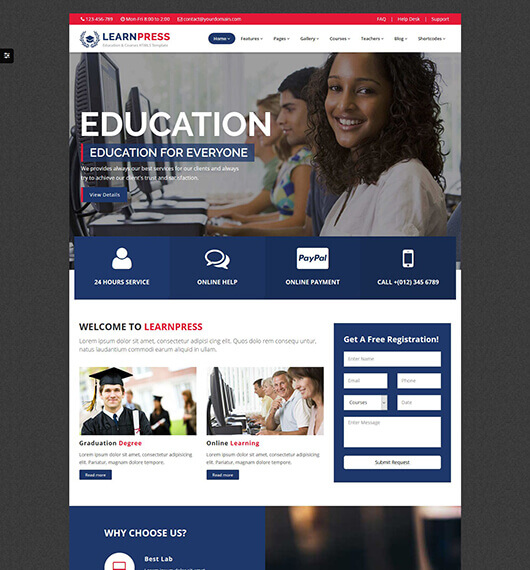 123-456-789
Mon-Fri 8:00 to 2:00
contact@yourdomain.com
FAQ | Help Desk | Support
LEARNPRESS
Education & Courses HTML5 Template
Home
Features
Pages
Gallery
Courses
Teachers
Blog
Shortcodes
EDUCATION
EDUCATION FOR EVERYONE
We provides always our best services for our clients and always
try to achieve our client's trust and satisfaction.
View Details
24 HOURS SERVICE
ONLINE HELP
PayPal
ONLINE PAYMENT
CALL +(012) 345 6789
WELCOME TO LEARNPRESS
Lorem ipsum dolor sit amet, consectetur adipisi cing elit. Quas dolo rem consequ untur,
natus laudantium commodi earum aliquid in ullam.
Graduation Degree
Lorem ipsum dolor sit amet, consectetur adipisicing
elit. Pariatur, magnam dolore tempore.
Read more
Online Learning
Lorem ipsum dolor sit amet, consectetur adipisicing
elit. Pariatur, magnam dolore tempore.
Read more
Get A Free Registration!
Enter Name
Email
Phone
Courses
Date
Enter Message
Submit Request
WHY CHOOSE US?
Best Lab